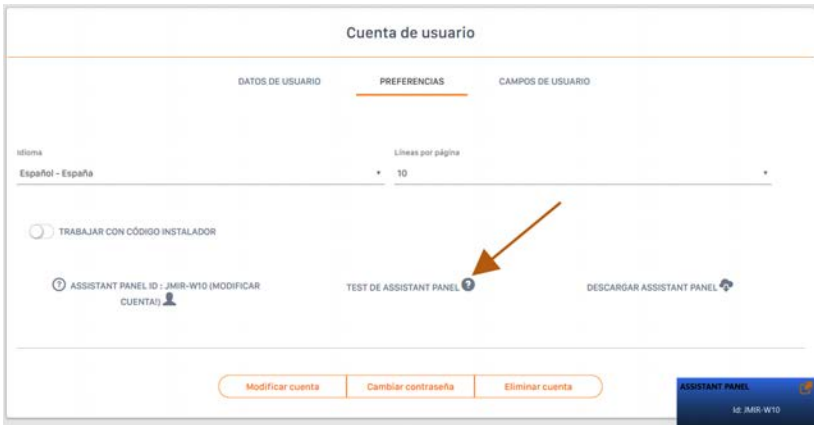 Cuenta de usuario
DATOS DE USUARIO PREFERENCIAS CAMPOS DE USUARIO
Idioma Líneas por página
Español - España 10
TRABAJAR CON CÓDIGO INSTALADOR
ASSISTANT PANEL ID : JMIR-W10 (MODIFICAR TEST DE ASSISTANT PANEL DESCARGAR ASSISTANT PANEL
CUENTA!)
Modificar cuenta Cambiar contraseña Eliminar cuenta
ASSISTANT PANEL
Id: JMIR-W10